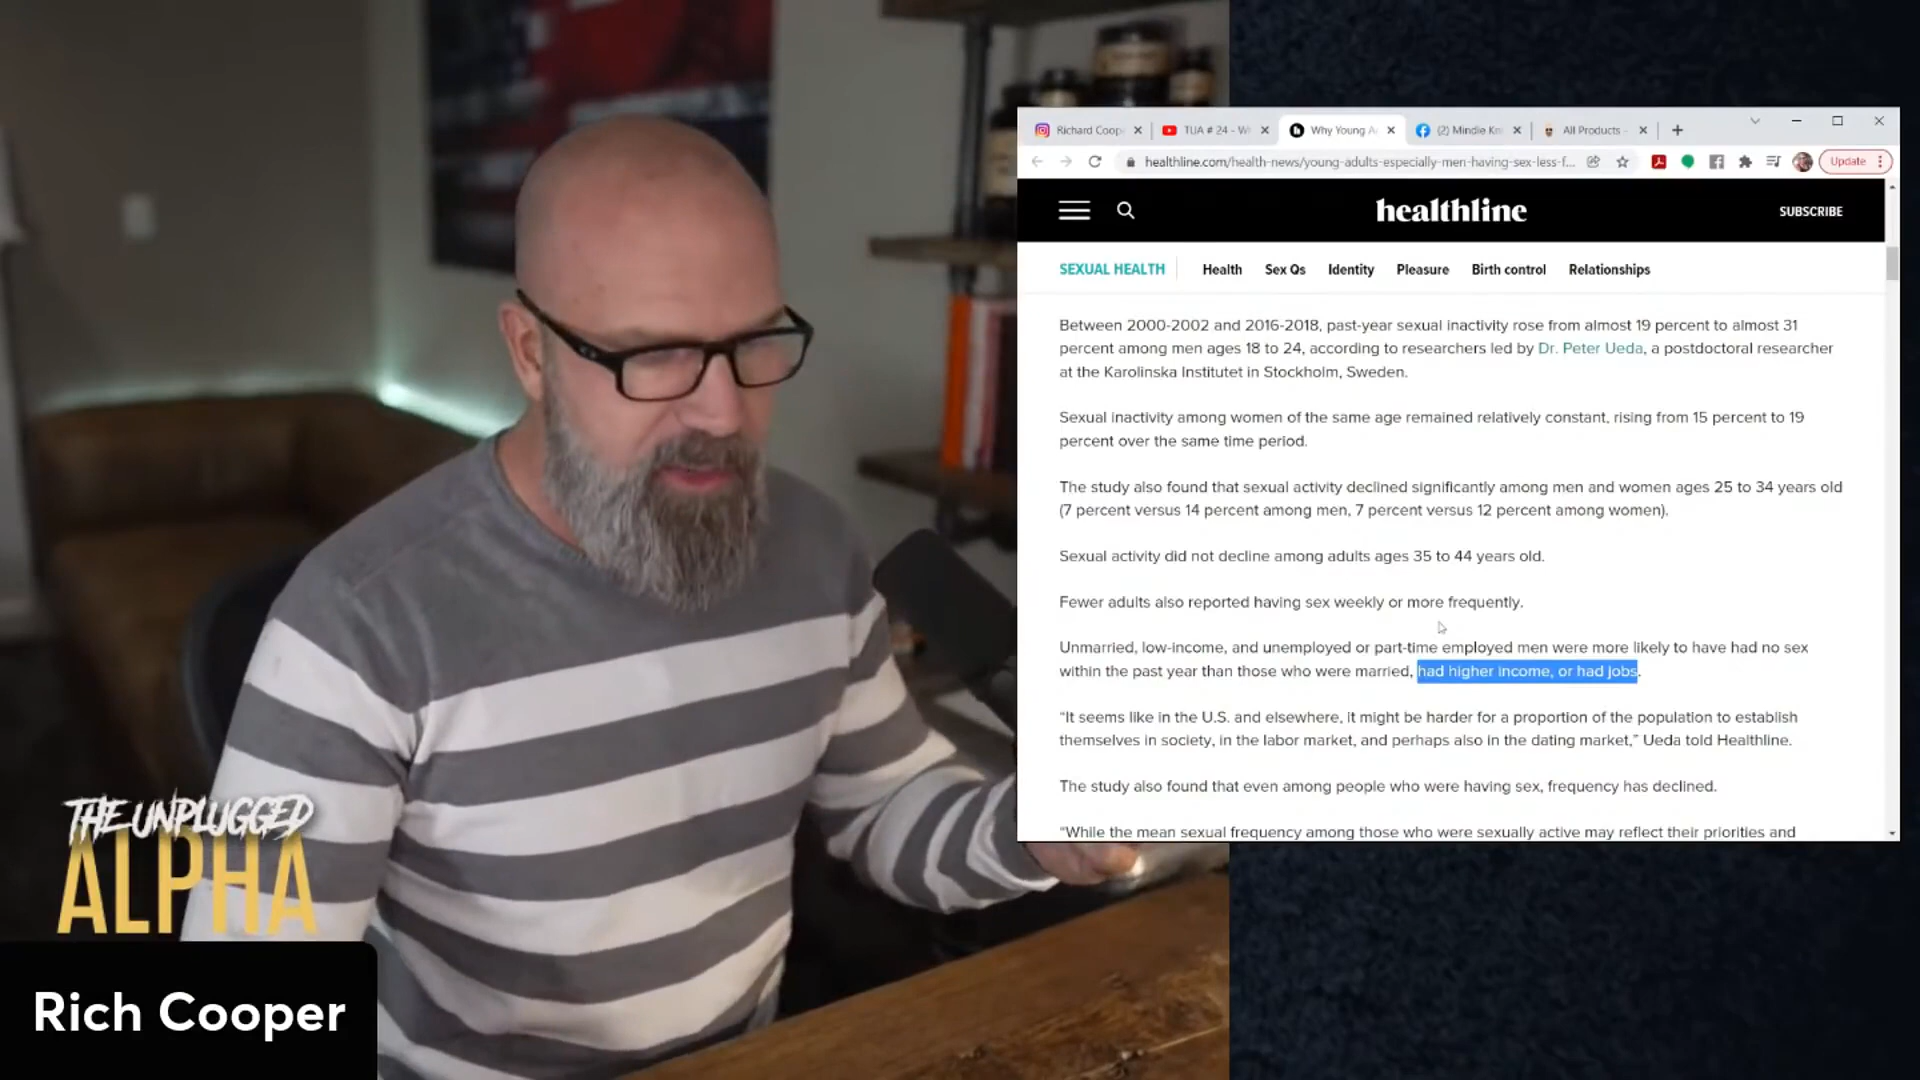 Richard Coop
TUA # 24 - W
Why Young A
(2) Mindie Kn
All Products -
healthline.com/health-news/young-adults-especially-men-having-sex-less-f...
Update
healthline
SUBSCRIBE
SEXUAL HEALTH
Health
Sex Qs
Identity
Pleasure
Birth control
Relationships
Between 2000-2002 and 2016-2018, past-year sexual inactivity rose from almost 19 percent to almost 31
percent among men ages 18 to 24, according to researchers led by Dr. Peter Ueda, a postdoctoral researcher
at the Karolinska Institutet in Stockholm, Sweden.
Sexual inactivity among women of the same age remained relatively constant, rising from 15 percent to 19
percent over the same time period.
The study also found that sexual activity declined significantly among men and women ages 25 to 34 years old
(7 percent versus 14 percent among men, 7 percent versus 12 percent among women).
Sexual activity did not decline among adults ages 35 to 44 years old.
Fewer adults also reported having sex weekly or more frequently.
Unmarried, low-income, and unemployed or part-time employed men were more likely to have had no sex
within the past year than those who were married, had higher income, or had jobs.
“It seems like in the U.S. and elsewhere, it might be harder for a proportion of the population to establish
themselves in society, in the labor market, and perhaps also in the dating market,” Ueda told Healthline.
The study also found that even among people who were having sex, frequency has declined.
“While the mean sexual frequency among those who were sexually active may reflect their priorities and
THE UNPLUGGED
ALPHA
Rich Cooper